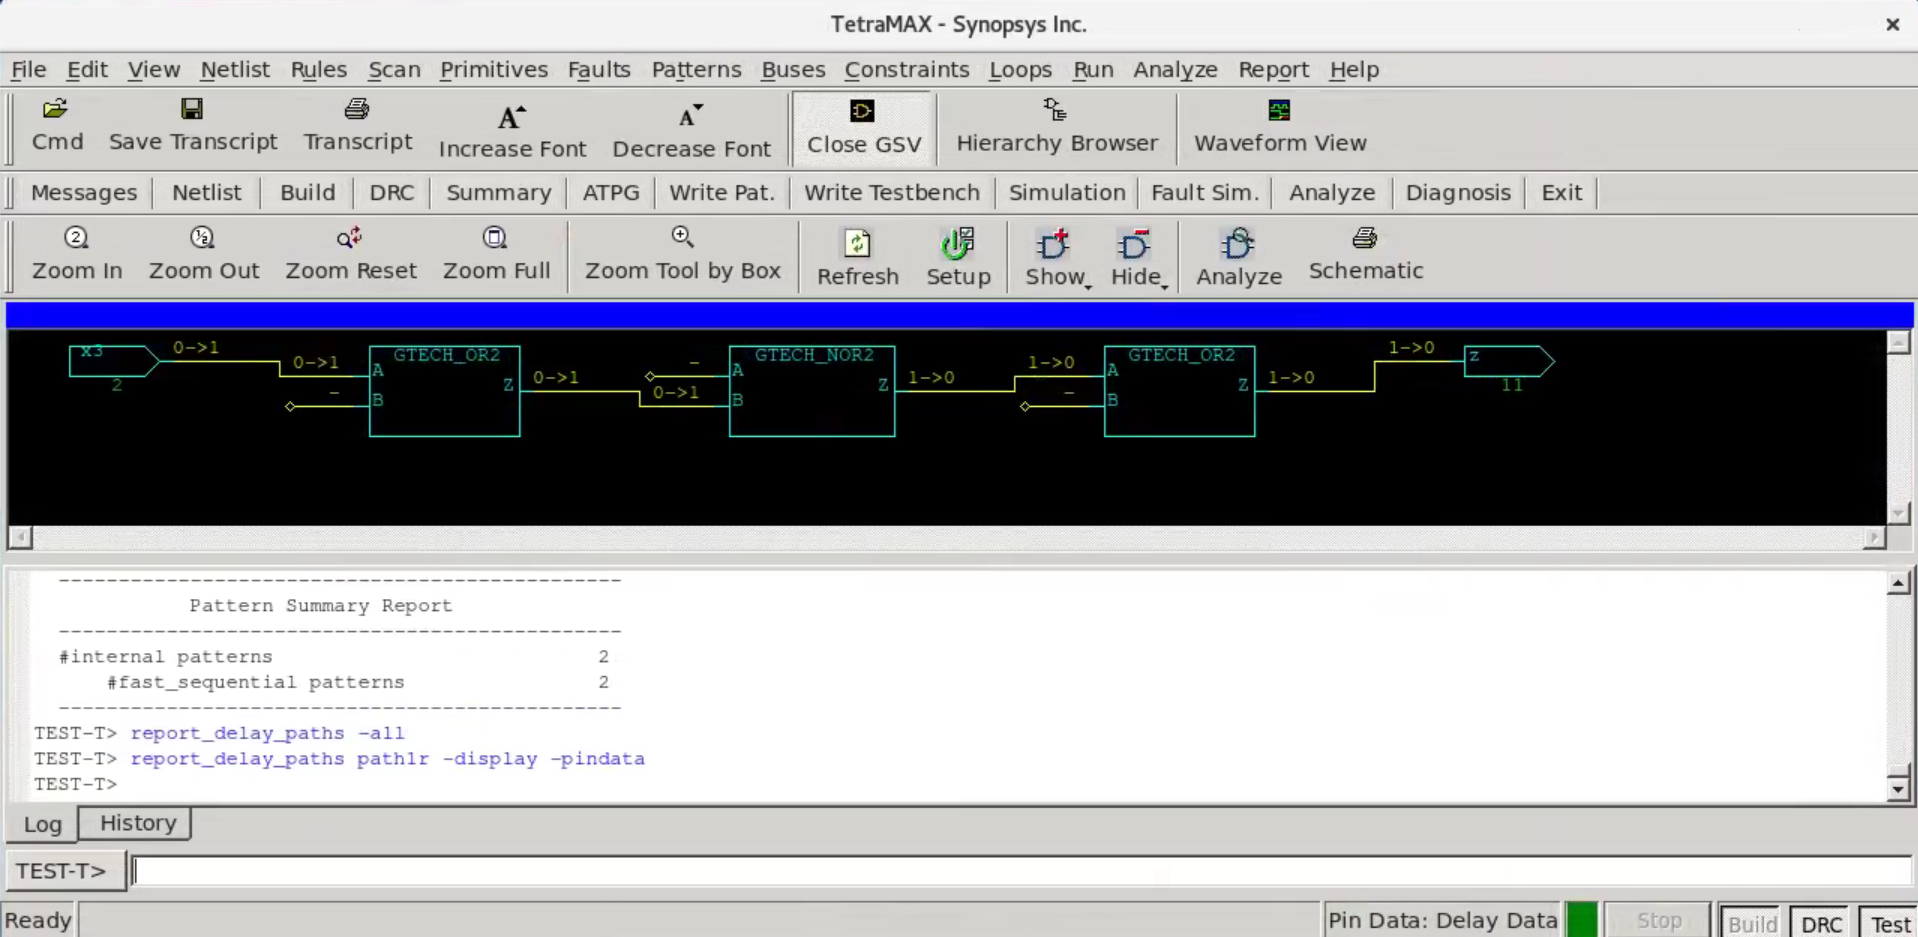 TetraMAX - Synopsys Inc.
File Edit View Netlist Rules Scan Primitives Faults Patterns Buses Constraints Loops Run Analyze Report Help
Cmd Save Transcript Transcript Increase Font Decrease Font Close GSV Hierarchy Browser Waveform View
Messages Netlist Build DRC Summary ATPG Write Pat. Write Testbench Simulation Fault Sim. Analyze Diagnosis Exit
Zoom In Zoom Out Zoom Reset Zoom Full Zoom Tool by Box Refresh Setup Show Hide Analyze Schematic
x3 0->1 GTECH_OR2 GTECH_NOR2 GTECH_OR2 1->0 z
0->1 A - A 1->0 A
2 Z 0->1 Z 1->0 Z 1->0 11
- B 0->1 B - B
----------------------------------------------
Pattern Summary Report
----------------------------------------------
#internal patterns 2
#fast_sequential patterns 2
----------------------------------------------
TEST-T> report_delay_paths -all
TEST-T> report_delay_paths path1r -display -pindata
TEST-T>
Log History
TEST-T>
Ready Pin Data: Delay Data Stop Build DRC Test